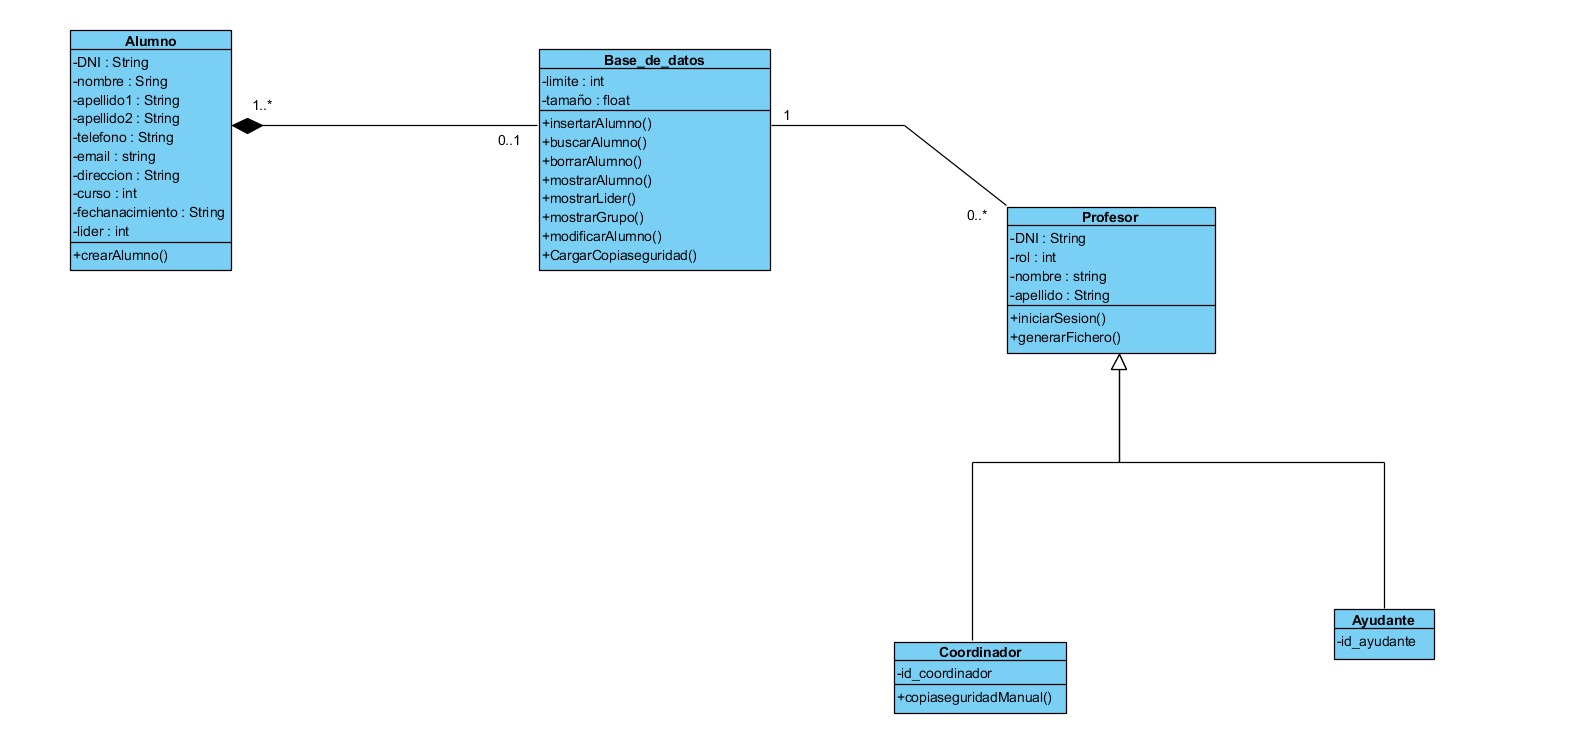 Alumno
-DNI : String
-nombre : Sring
-apellido1 : String
-apellido2 : String
-telefono : String
-email : string
-direccion : String
-curso : int
-fechanacimiento : String
-lider : int
+crearAlumno()
1..*
0..1
Base_de_datos
-limite : int
-tamaño : float
+insertarAlumno()
+buscarAlumno()
+borrarAlumno()
+mostrarAlumno()
+mostrarLider()
+mostrarGrupo()
+modificarAlumno()
+CargarCopiaseguridad()
1
0..*
Profesor
-DNI : String
-rol : int
-nombre : string
-apellido : String
+iniciarSesion()
+generarFichero()
Coordinador
-id_coordinador
+copiaseguridadManual()
Ayudante
-id_ayudante